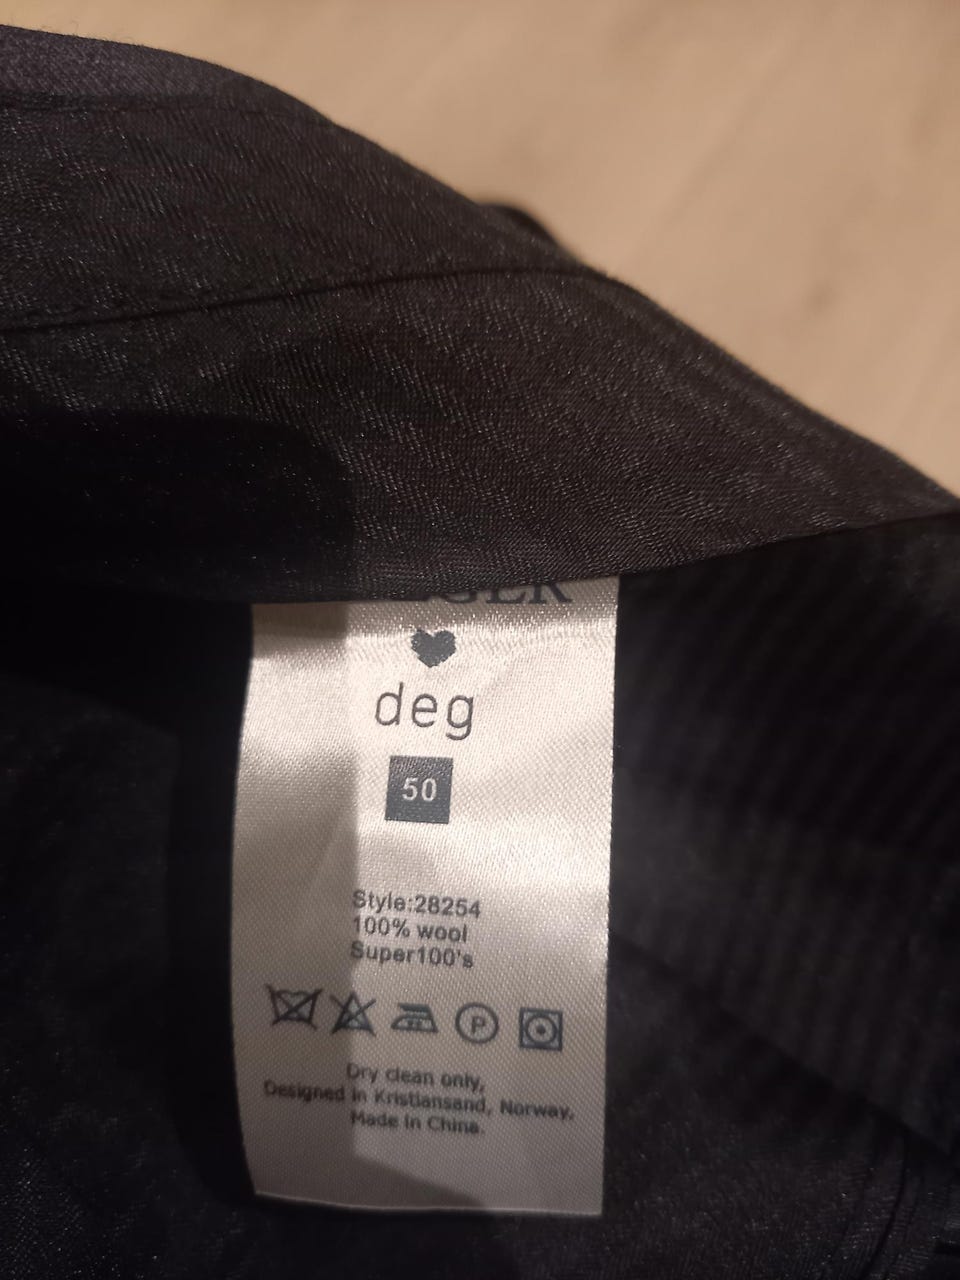 deg
50
Style:28254
100% wool
Super100's
P
Dry clean only,
Designed in Kristiansand, Norway.
Made in China.